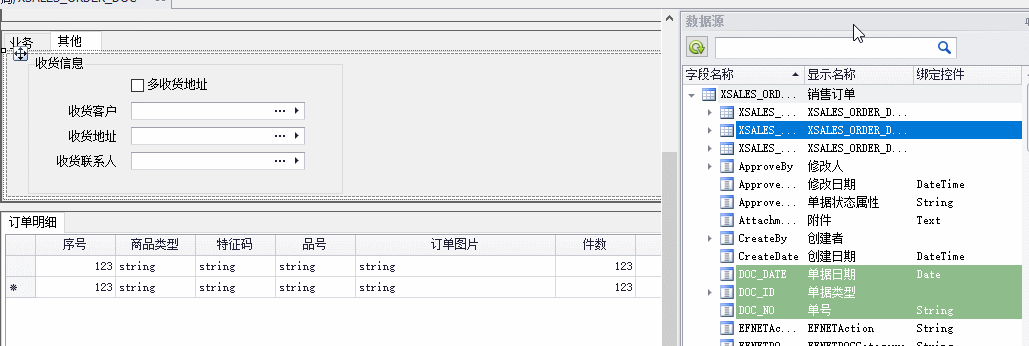 周/XSALES_ORDER_DOC
业务 其他
收货信息
多收货地址
收货客户
收货地址
收货联系人
订单明细
序号 商品类型 特征码 品号 订单图片 件数
123 string string string string 123
* 123 string string string string 123
数据源
字段名称 显示名称 绑定控件
XSALES_ORD... 销售订单
XSALES_... XSALES_ORDER_D...
XSALES_... XSALES_ORDER_D...
XSALES_... XSALES_ORDER_D...
ApproveBy 修改人
Approve... 修改日期 DateTime
Approve... 单据状态属性 String
Attachm... 附件 Text
CreateBy 创建者
CreateDate 创建日期 DateTime
DOC_DATE 单据日期 Date
DOC_ID 单据类型
DOC_NO 单号 String
EFNETAc... EFNETAction String